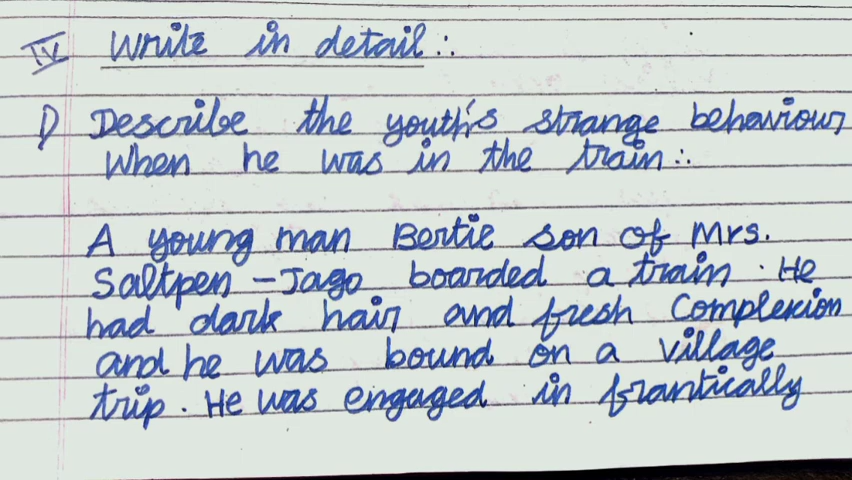 IV Write in detail:.
1) Describe the youth's strange behaviour
when he was in the train:.
A young man Bertie son of Mrs.
Saltpen - Jago boarded a train. He
had dark hair and fresh complexion
and he was bound on a village
trip. He was engaged in frantically